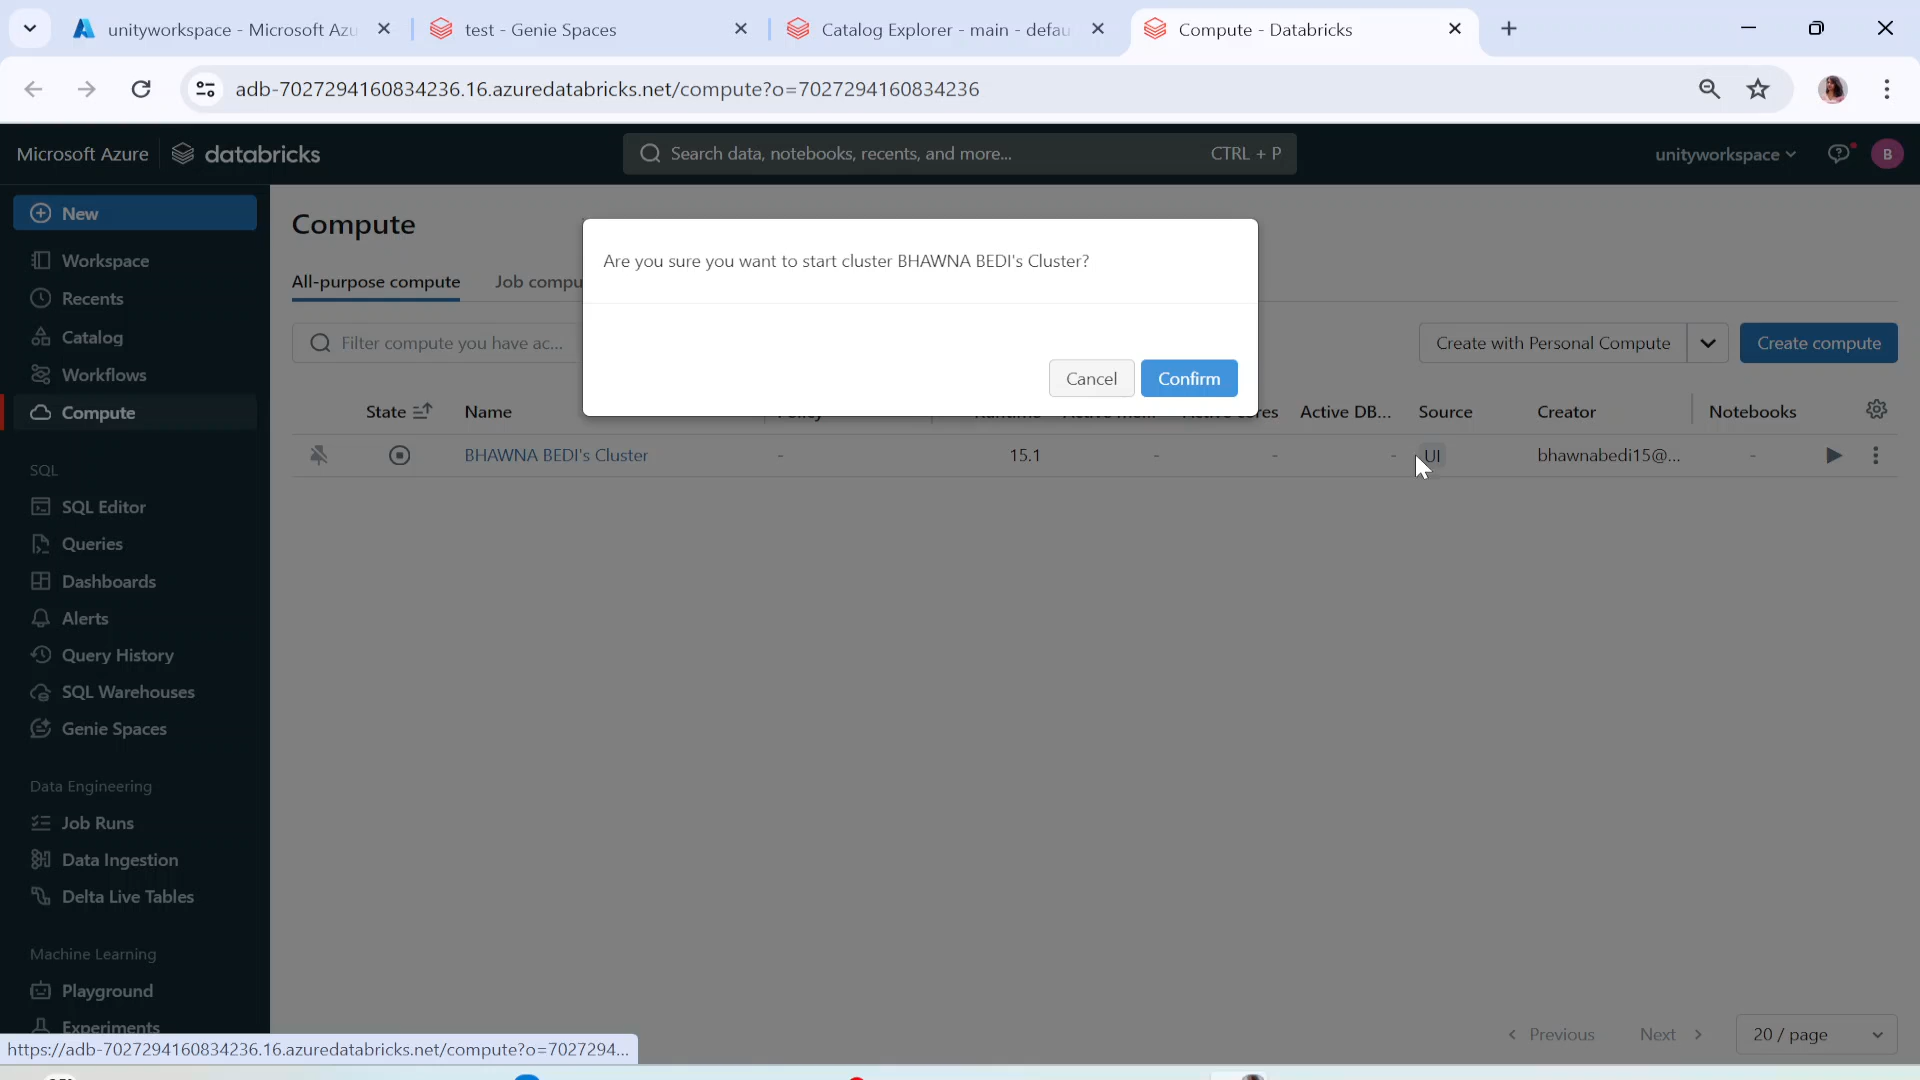 unityworkspace - Microsoft Azu
test - Genie Spaces
Catalog Explorer - main - defau
Compute - Databricks
adb-7027294160834236.16.azuredatabricks.net/compute?o=7027294160834236
Microsoft Azure
databricks
Search data, notebooks, recents, and more...
CTRL + P
unityworkspace
B
New
Workspace
Recents
Catalog
Workflows
Compute
SQL
SQL Editor
Queries
Dashboards
Alerts
Query History
SQL Warehouses
Genie Spaces
Data Engineering
Job Runs
Data Ingestion
Delta Live Tables
Machine Learning
Playground
Experiments
Compute
All-purpose compute
Job compu
Filter compute you have ac...
Create with Personal Compute
Create compute
Are you sure you want to start cluster BHAWNA BEDI's Cluster?
Cancel
Confirm
State
Name
Active DB...
Source
Creator
Notebooks
BHAWNA BEDI's Cluster
-
15.1
-
-
-
UI
bhawnabedi15@...
-
Previous
Next
20 / page
https://adb-7027294160834236.16.azuredatabricks.net/compute?o=7027294...